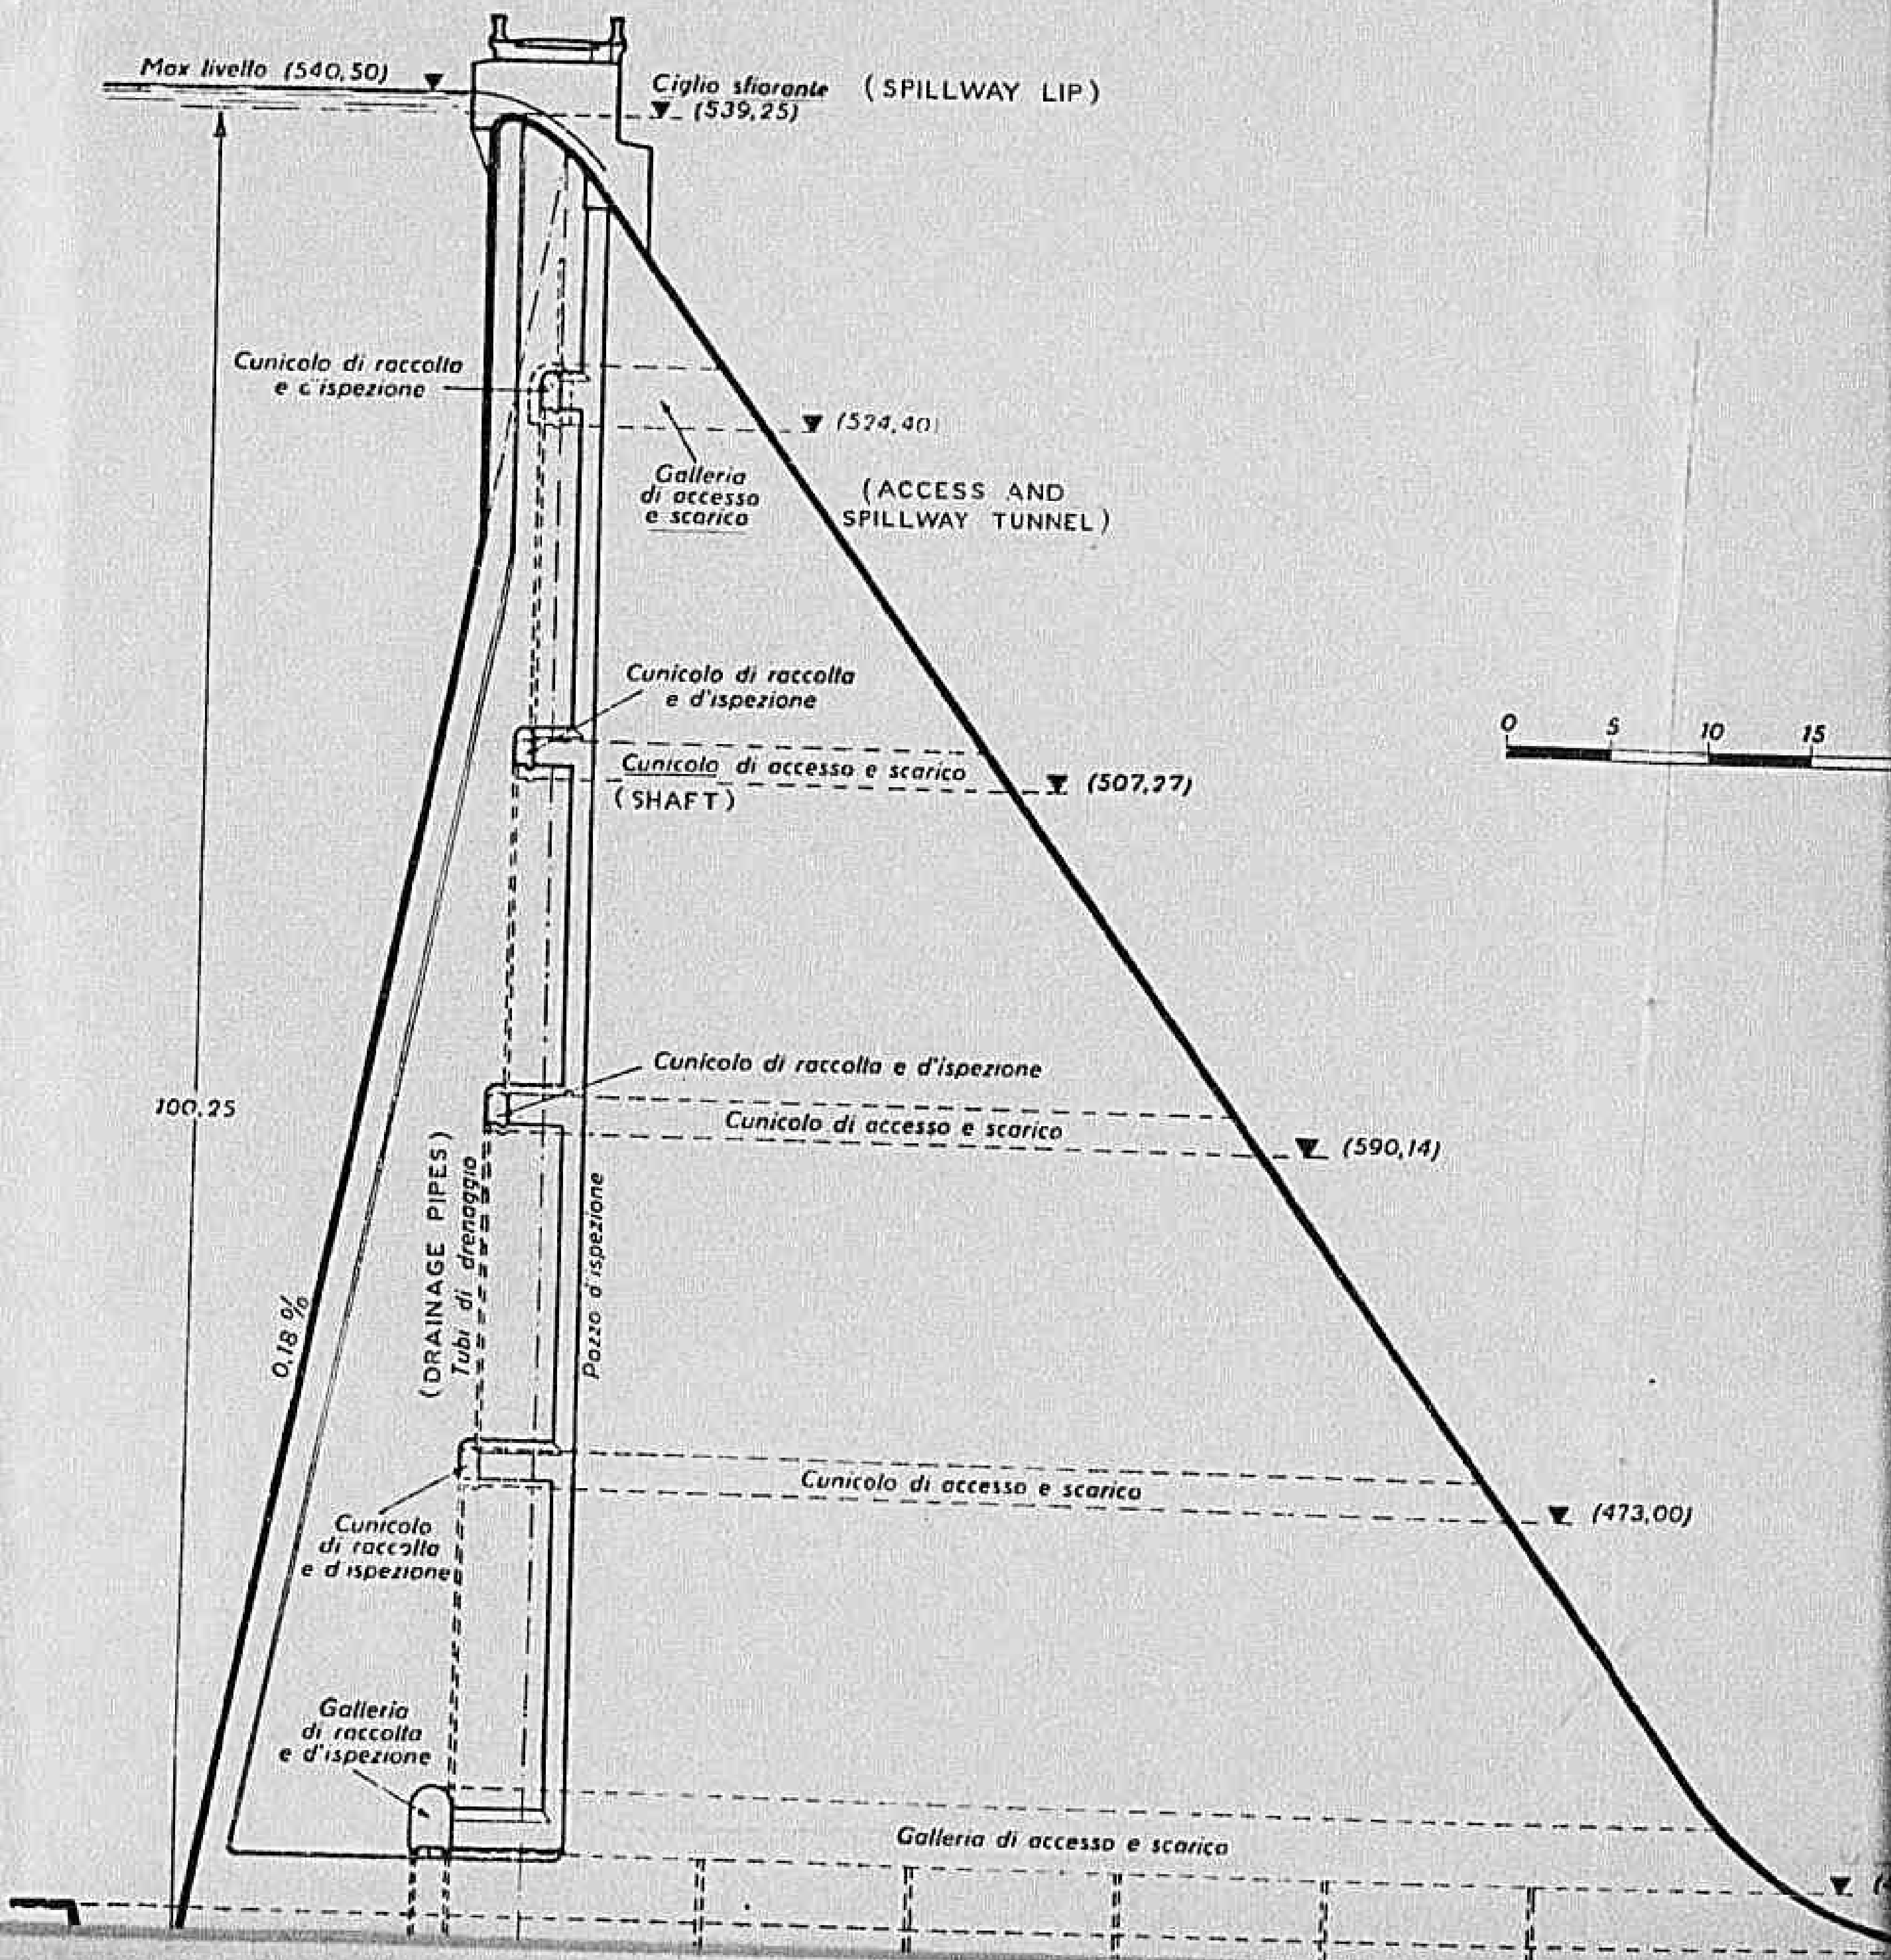 Max livello (540,50)
Ciglio sfiorante (SPILLWAY LIP)
(539,25)
Cunicolo di raccolta
e d'ispezione
(524,40)
Galleria
di accesso
e scarico
(ACCESS AND
SPILLWAY TUNNEL)
Cunicolo di raccolta
e d'ispezione
0 5 10 15
Cunicolo di accesso e scarico
(507,27)
(SHAFT)
Cunicolo di raccolta e d'ispezione
100,25
Cunicolo di accesso e scarico
(590,14)
(DRAINAGE PIPES)
Tubi di drenaggio
Pozzo d'ispezione
0,18 %
Cunicolo di accesso e scarico
(473,00)
Cunicolo
di raccolta
e d'ispezione
Galleria
di raccolta
e d'ispezione
Galleria di accesso e scarico